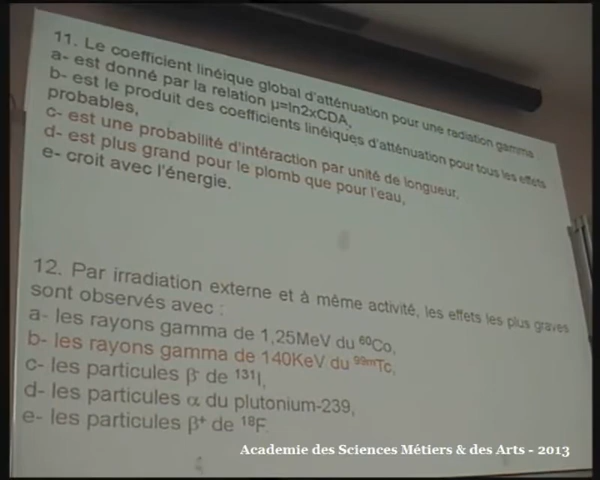 11. Le coefficient linéique global d'atténuation pour une radiation gamma
a- est donné par la relation μ=ln2xCDA,
b- est le produit des coefficients linéiques d'atténuation pour tous les effets
probables,
c- est une probabilité d'intéraction par unité de longueur,
d- est plus grand pour le plomb que pour l'eau,
e- croit avec l'énergie.
12. Par irradiation externe et à même activité, les effets les plus graves
sont observés avec :
a- les rayons gamma de 1,25MeV du ⁶⁰Co,
b- les rayons gamma de 140KeV du ⁹⁹ᵐTc,
c- les particules β⁻ de ¹³¹I,
d- les particules α du plutonium-239,
e- les particules β⁺ de ¹⁸F.
Academie des Sciences Métiers & des Arts - 2013